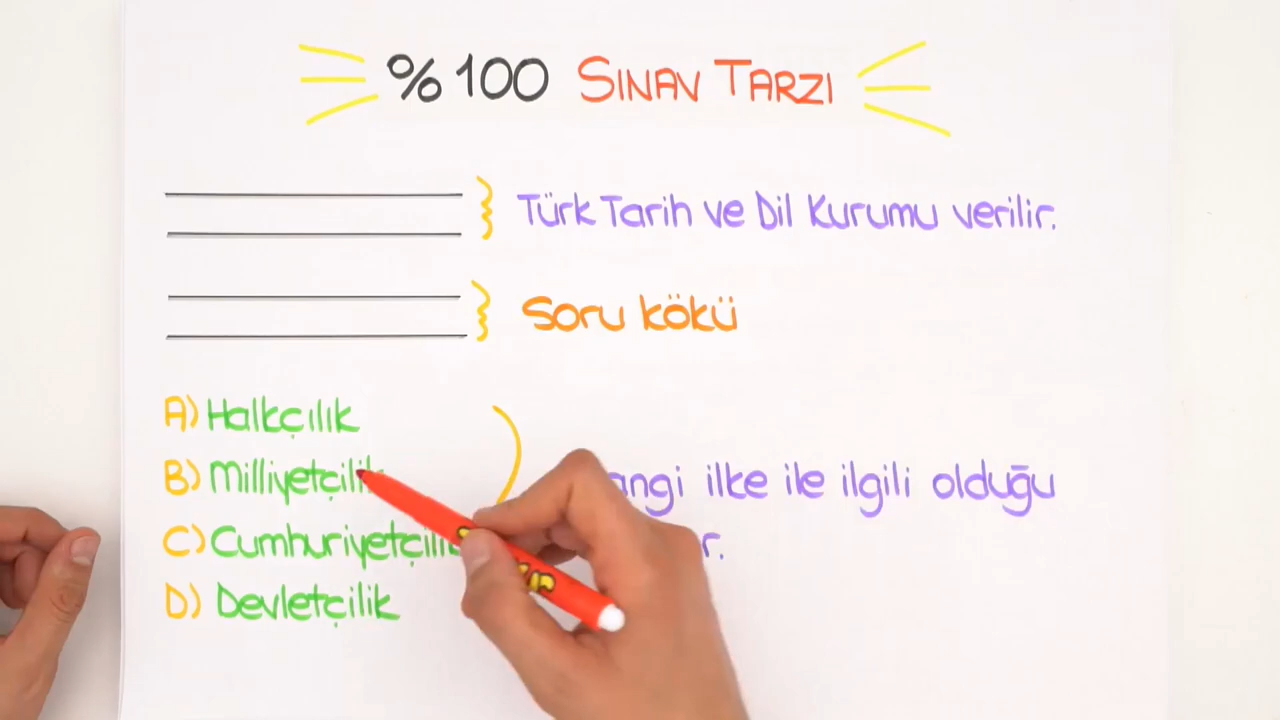 %100 SINAV TARZI
Türk Tarih ve Dil Kurumu verilir.
Soru kökü
A) Halkçılık
B) Milliyetçilik
ilke ile ilgili olduğu
C) Cumhuriyetçilik
D) Devletçilik